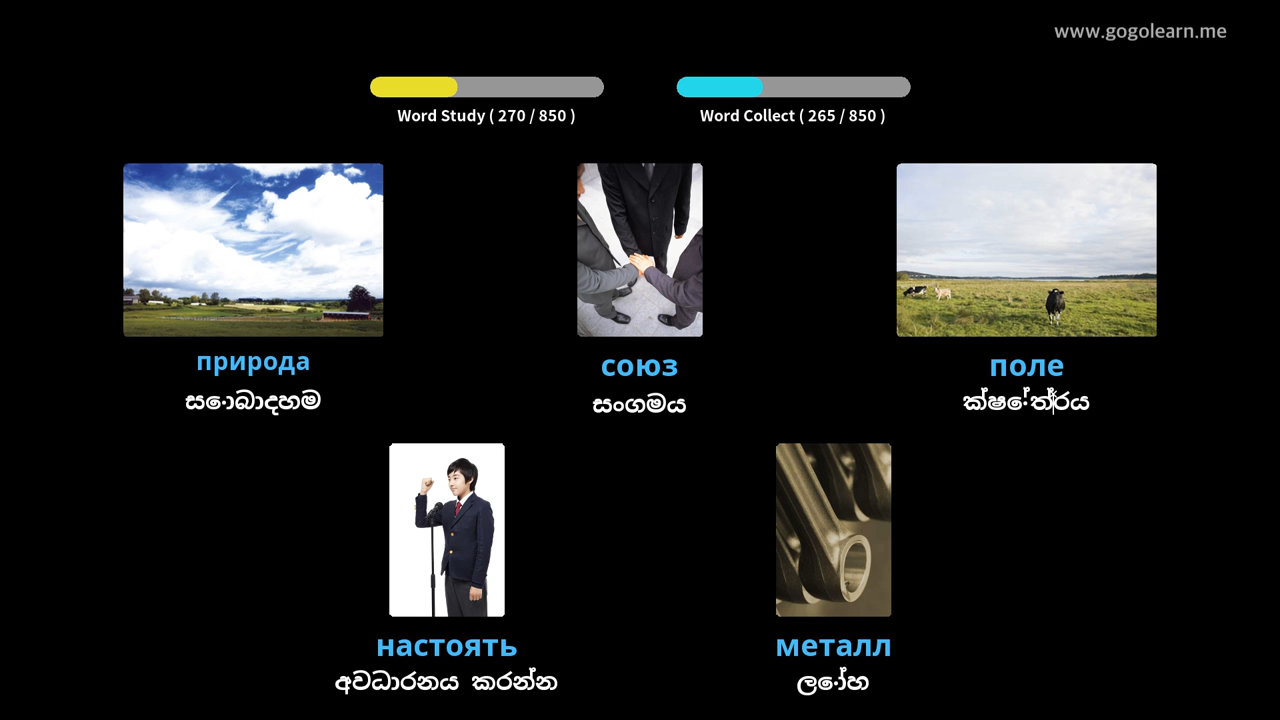 www.gogolearn.me
Word Study ( 270 / 850 )
Word Collect ( 265 / 850 )
природа
සොබාදහම
союз
සංගමය
поле
ක්ෂේත්‍රය
настоять
අවධාරනය කරන්න
металл
ලෝහ